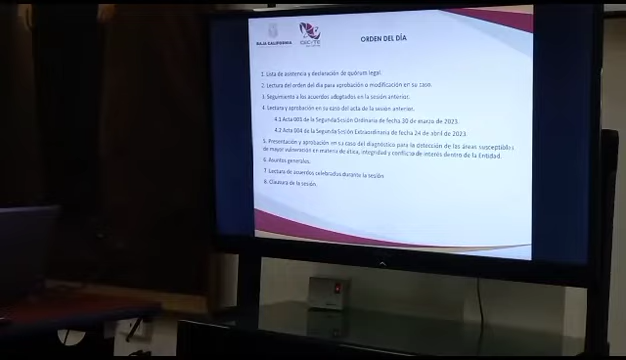 BAJA CALIFORNIA
CECYTE
ORDEN DEL DÍA
1. Lista de asistencia y declaración de quórum legal.
2. Lectura del orden del día para aprobación o modificación en su caso.
3. Seguimiento a los acuerdos adoptados en la sesión anterior.
4. Lectura y aprobación en su caso del acta de la sesión anterior.
4.1 Acta 003 de la Segunda Sesión Ordinaria de fecha 30 de marzo de 2023.
4.2 Acta 004 de la Segunda Sesión Extraordinaria de fecha 24 de abril de 2023.
5. Presentación y aprobación en su caso del diagnóstico para la detección de las áreas susceptibles
de mayor vulneración en materia de ética, integridad y conflicto de interés dentro de la Entidad.
6. Asuntos generales.
7. Lectura de acuerdos celebrados durante la sesión.
8. Clausura de la sesión.